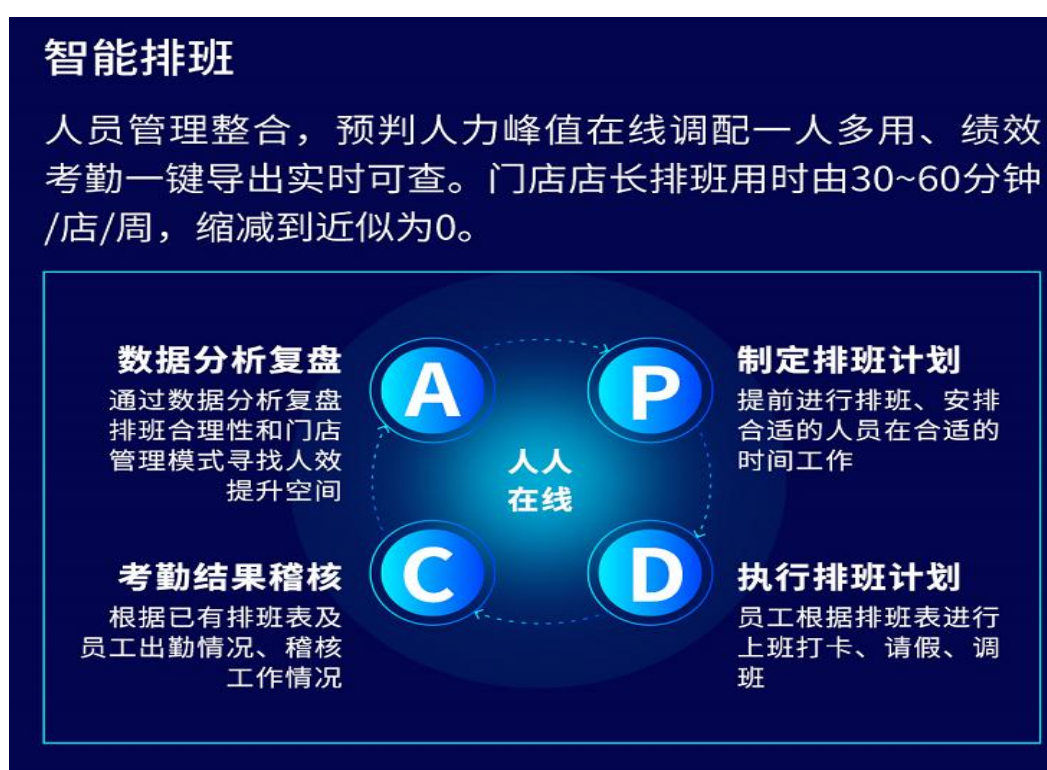 智能排班
人员管理整合，预判人力峰值在线调配一人多用、绩效
考勤一键导出实时可查。门店店长排班用时由30~60分钟
/店/周，缩减到近似为0。
数据分析复盘
通过数据分析复盘
排班合理性和门店
管理模式寻找人效
提升空间
A
P
制定排班计划
提前进行排班、安排
合适的人员在合适的
时间工作
人人
在线
考勤结果稽核
根据已有排班表及
员工出勤情况、稽核
工作情况
C
D
执行排班计划
员工根据排班表进行
上班打卡、请假、调
班